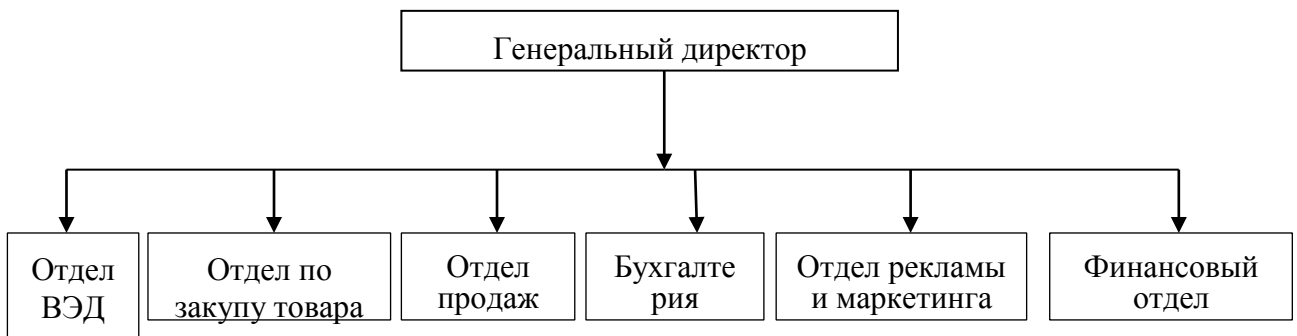 Генеральный директор
Отдел
ВЭД
Отдел по
закупу товара
Отдел
продаж
Бухгалте
рия
Отдел рекламы
и маркетинга
Финансовый
отдел